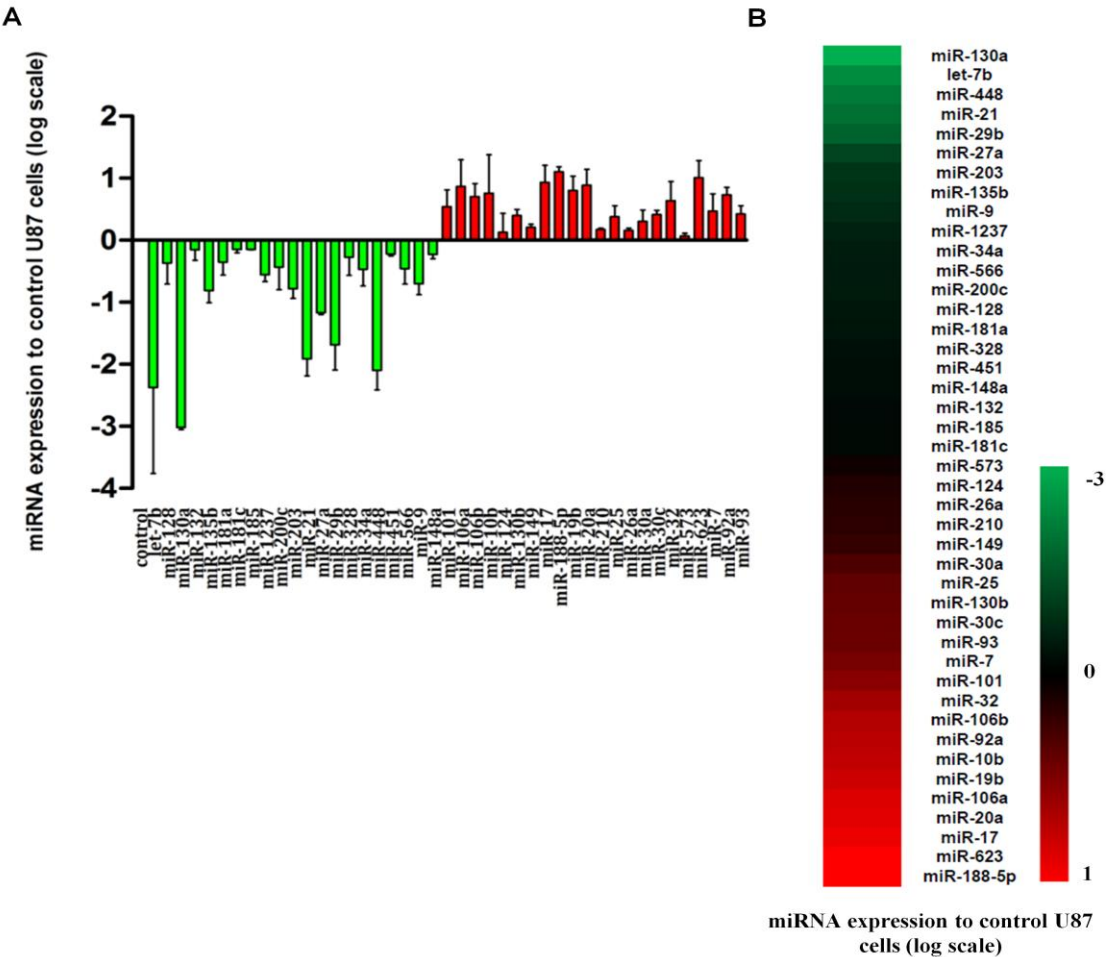 A
miRNA expression to control U87 cells (log scale)
2
1
0
-1
-2
-3
-4
control
let-7b
miR-128
miR-130a
miR-132
miR-135b
miR-181a
miR-181c
miR-185
miR-1237
miR-200c
miR-203
miR-21
miR-27a
miR-29b
miR-328
miR-34a
miR-448
miR-451
miR-566
miR-9
miR-148a
miR-101
miR-106a
miR-106b
miR-10b
miR-124
miR-130b
miR-149
miR-17
miR-188-5p
miR-19b
miR-20a
miR-210
miR-25
miR-26a
miR-30a
miR-30c
miR-32
miR-573
miR-623
miR-7
miR-92a
miR-93
B
miR-130a
let-7b
miR-448
miR-21
miR-29b
miR-27a
miR-203
miR-135b
miR-9
miR-1237
miR-34a
miR-566
miR-200c
miR-128
miR-181a
miR-328
miR-451
miR-148a
miR-132
miR-185
miR-181c
miR-573
miR-124
miR-26a
miR-210
miR-149
miR-30a
miR-25
miR-130b
miR-30c
miR-93
miR-7
miR-101
miR-32
miR-106b
miR-92a
miR-10b
miR-19b
miR-106a
miR-20a
miR-17
miR-623
miR-188-5p
-3
0
1
miRNA expression to control U87
cells (log scale)